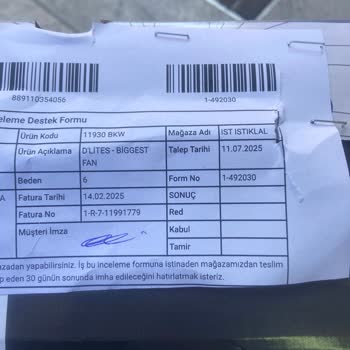 889110354056
1-492030
eleme Destek Formu
Ürün Kodu 11930 BKW Mağaza Adı IST ISTIKLAL
Ürün Açıklama D'LITES - BIGGEST FAN Talep Tarihi 11.07.2025
Beden 6 Form No 1-492030
A Fatura Tarihi 14.02.2025 SONUÇ
Fatura No 1-R-7-11991779 Red
Müşteri İmza Kabul
Tamir
azadan yapabilirsiniz. İş bu inceleme formuna istinaden mağazamızdan teslim
p eden 30 günün sonunda imha edileceğini hatırlatmak isteriz.